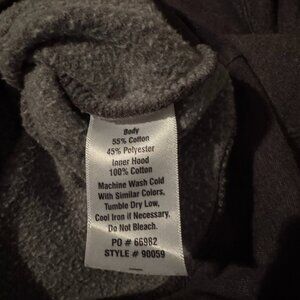 Body
55% Cotton
45% Polyester
Inner Hood
100% Cotton
Machine Wash Cold
With Similar Colors,
Tumble Dry Low,
Cool Iron if Necessary.
Do Not Bleach.
PO # 66982
STYLE # 90059